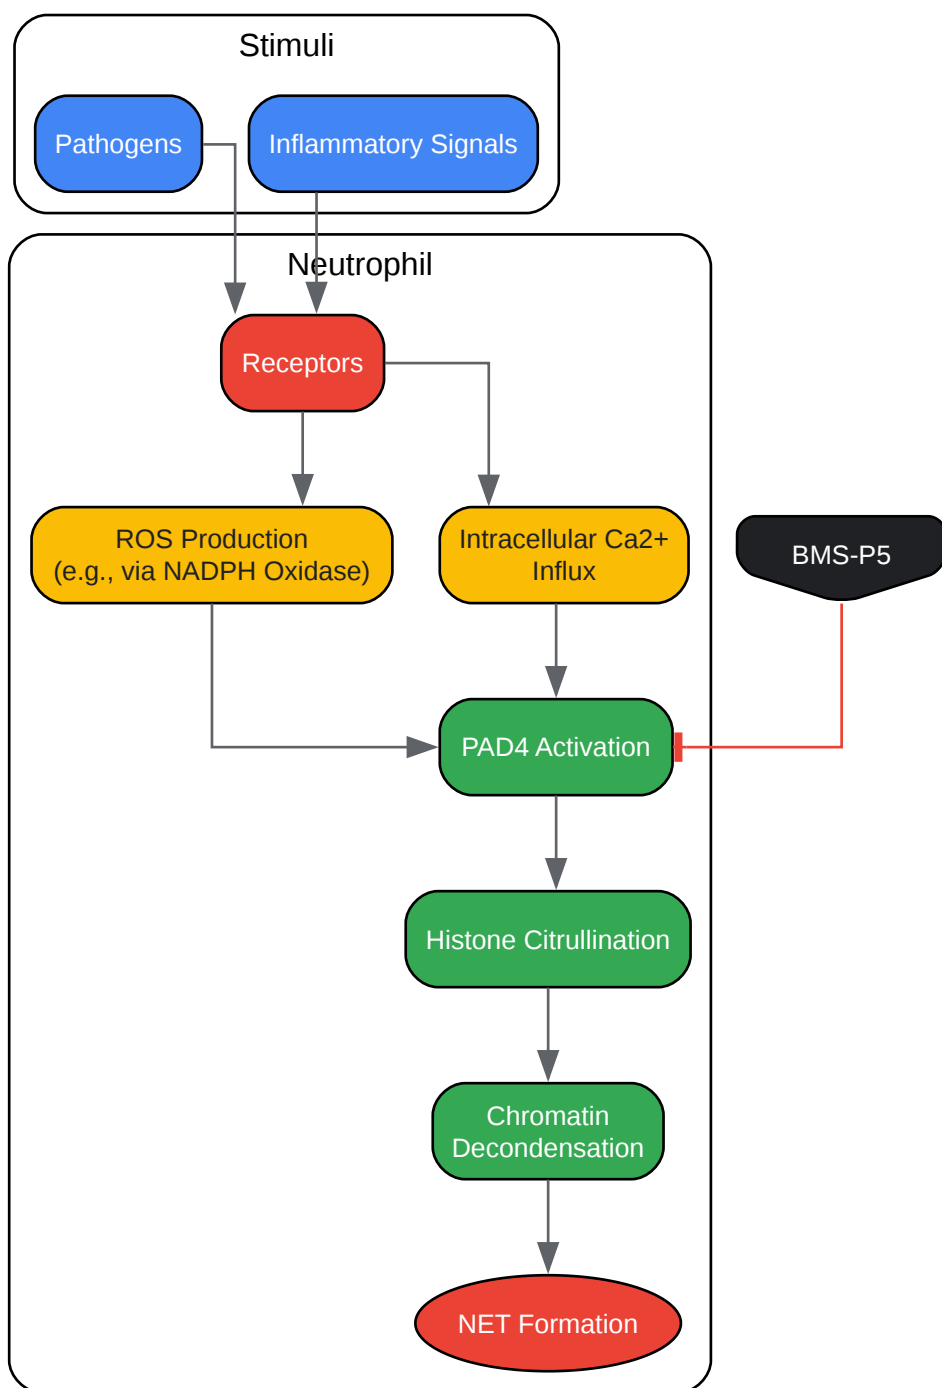 Stimuli
Pathogens
Inflammatory Signals
Neutrophil
Receptors
ROS Production
(e.g., via NADPH Oxidase)
Intracellular Ca2+
Influx
BMS-P5
PAD4 Activation
Histone Citrullination
Chromatin
Decondensation
NET Formation